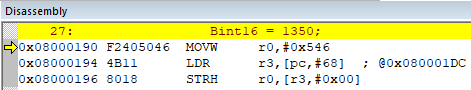 Disassembly
27:                 Bint16 = 1350;
0x08000190 F2405046  MOVW     r0,#0x546
0x08000194 4B11      LDR      r3,[pc,#68]  ; @0x080001DC
0x08000196 8018      STRH     r0,[r3,#0x00]